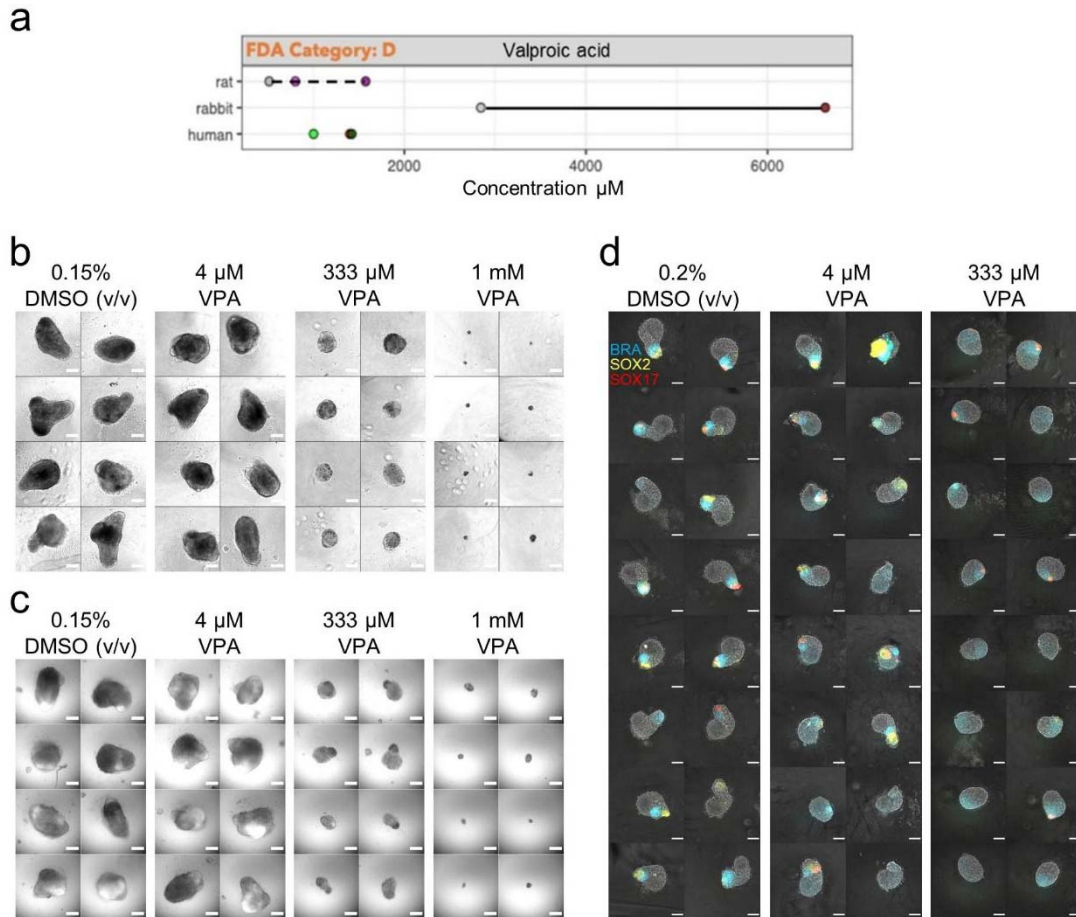 a
FDA Category: D Valproic acid
rat
rabbit
human
2000 4000 6000
Concentration µM
b
0.15% 4 µM 333 µM 1 mM
DMSO (v/v) VPA VPA VPA
c
0.15% 4 µM 333 µM 1 mM
DMSO (v/v) VPA VPA VPA
d
0.2% 4 µM 333 µM
DMSO (v/v) VPA VPA
BRA
SOX2
SOX17